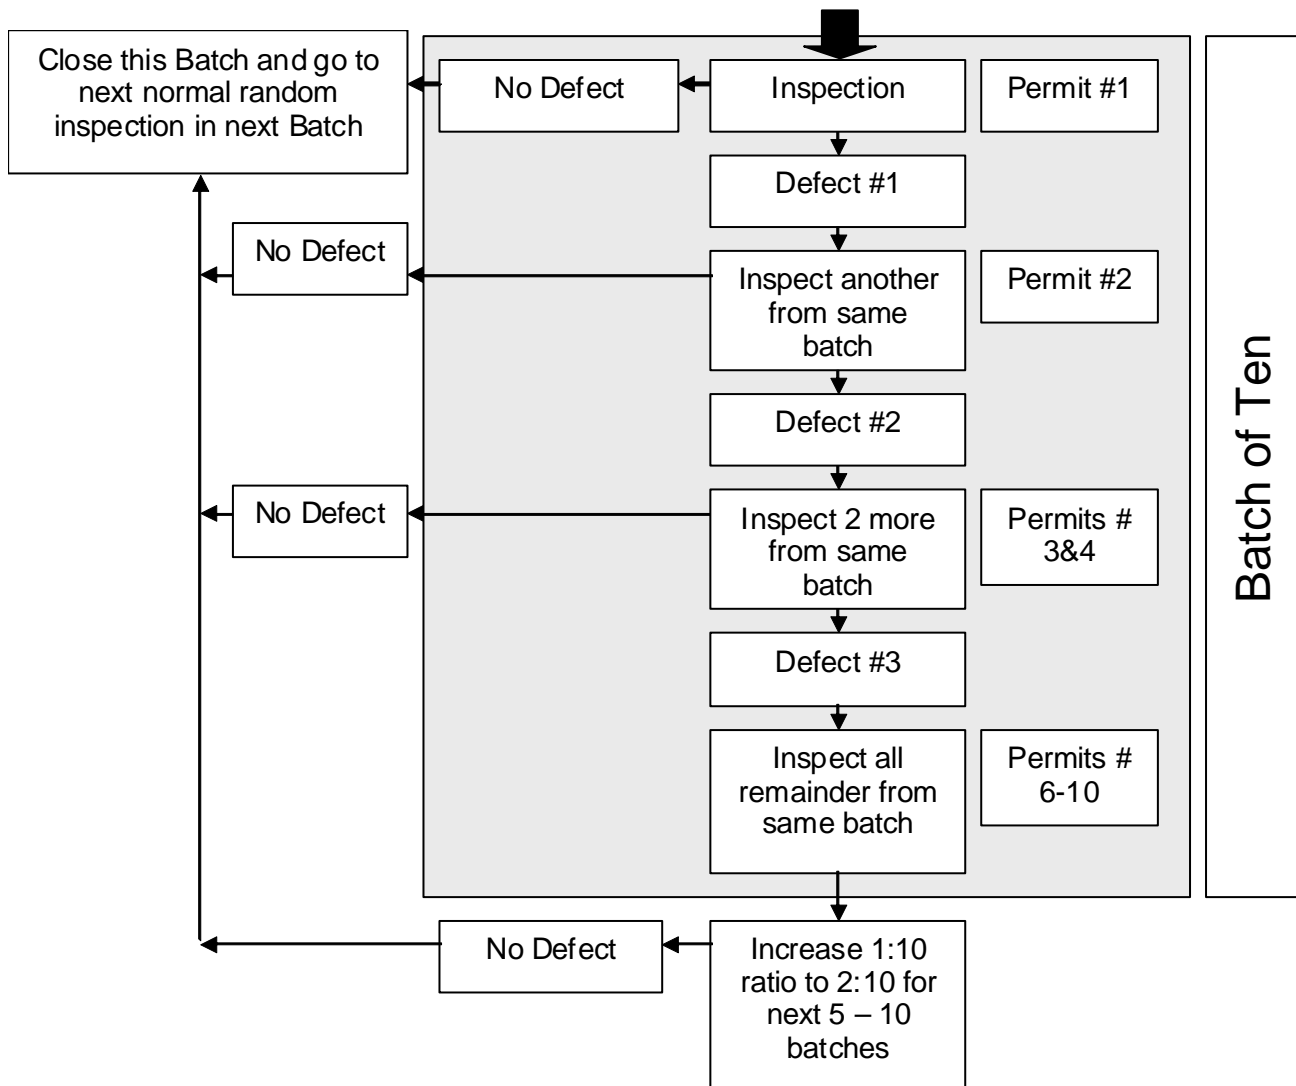 Close this Batch and go to
next normal random
inspection in next Batch
No Defect
Inspection
Permit #1
Defect #1
No Defect
Inspect another
from same
batch
Permit #2
Defect #2
No Defect
Inspect 2 more
from same
batch
Permits #
3&4
Defect #3
Inspect all
remainder from
same batch
Permits #
6-10
No Defect
Increase 1:10
ratio to 2:10 for
next 5 – 10
batches
Batch of Ten